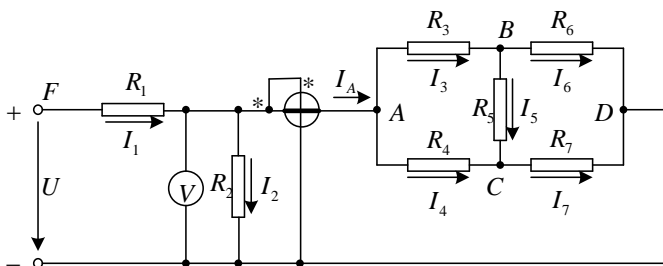 B
R3 R6
F R1 * IA I3 I6
+ * A R5 I5 D
I1 R4 R7
U V R2 I2 C
I4 I7
−